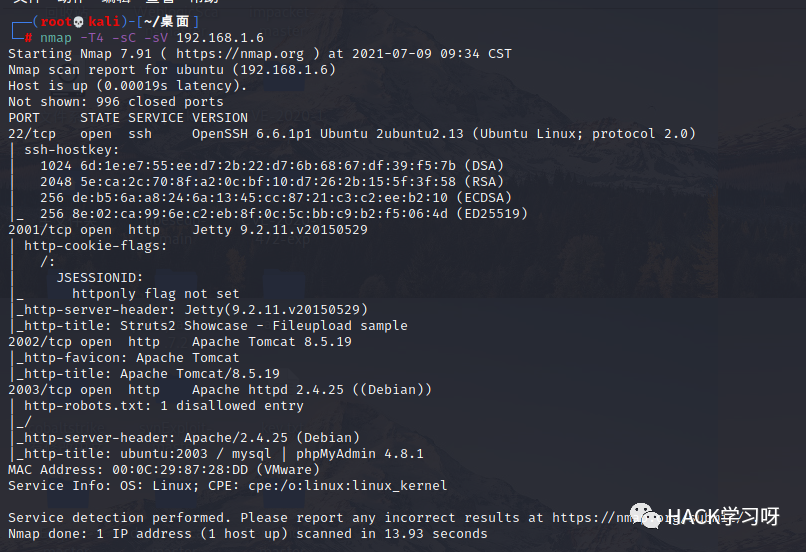 ┌──(root💀kali)-[~/桌面]
└─# nmap -T4 -sC -sV 192.168.1.6
Starting Nmap 7.91 ( https://nmap.org ) at 2021-07-09 09:34 CST
Nmap scan report for ubuntu (192.168.1.6)
Host is up (0.00019s latency).
Not shown: 996 closed ports
PORT     STATE SERVICE VERSION
22/tcp   open  ssh     OpenSSH 6.6.1p1 Ubuntu 2ubuntu2.13 (Ubuntu Linux; protocol 2.0)
| ssh-hostkey:
|   1024 6d:1e:e7:55:ee:d7:2b:22:d7:6b:68:67:df:39:f5:7b (DSA)
|   2048 5e:ca:2c:70:8f:a2:0c:bf:10:d7:26:2b:15:5f:3f:58 (RSA)
|   256 de:b5:6a:a8:24:6a:13:45:cc:87:21:c3:c2:ee:b2:10 (ECDSA)
|_  256 8e:02:ca:99:6e:c2:eb:8f:0c:5c:bb:c9:b2:f5:06:4d (ED25519)
2001/tcp open  http    Jetty 9.2.11.v20150529
| http-cookie-flags:
|   /:
|     JSESSIONID:
|_      httponly flag not set
|_http-server-header: Jetty(9.2.11.v20150529)
|_http-title: Struts2 Showcase - Fileupload sample
2002/tcp open  http    Apache Tomcat 8.5.19
|_http-favicon: Apache Tomcat
|_http-title: Apache Tomcat/8.5.19
2003/tcp open  http    Apache httpd 2.4.25 ((Debian))
| http-robots.txt: 1 disallowed entry
|_/
|_http-server-header: Apache/2.4.25 (Debian)
|_http-title: ubuntu:2003 / mysql | phpMyAdmin 4.8.1
MAC Address: 00:0C:29:87:28:DD (VMware)
Service Info: OS: Linux; CPE: cpe:/o:linux:linux_kernel
Service detection performed. Please report any incorrect results at https://nmap.org/submit/
HACK学习呀
Nmap done: 1 IP address (1 host up) scanned in 13.93 seconds